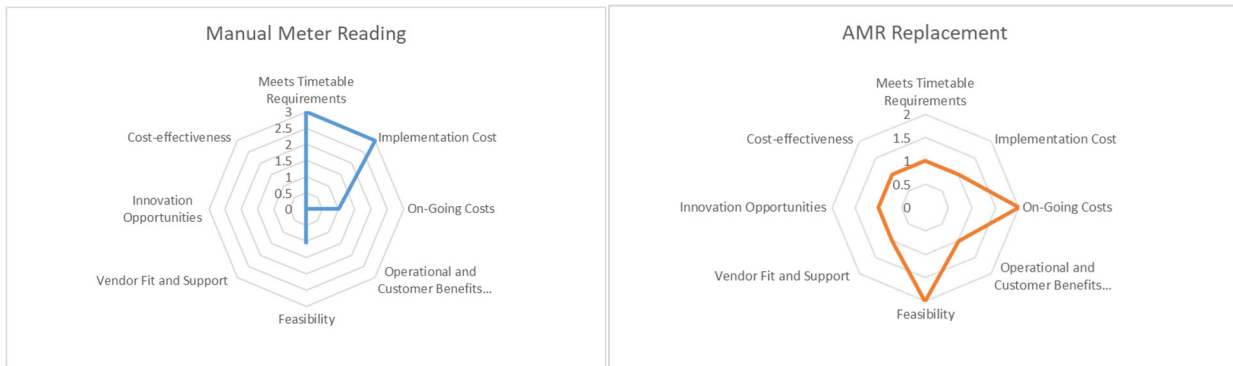 Manual Meter Reading
Meets Timetable
Requirements
3
2.5
2
1.5
1
0.5
0
Implementation Cost
On-Going Costs
Operational and
Customer Benefits...
Feasibility
Vendor Fit and Support
Innovation
Opportunities
Cost-effectiveness
AMR Replacement
Meets Timetable
Requirements
2
1.5
1
0.5
0
Implementation Cost
On-Going Costs
Operational and
Customer Benefits...
Feasibility
Vendor Fit and Support
Innovation Opportunities
Cost-effectiveness